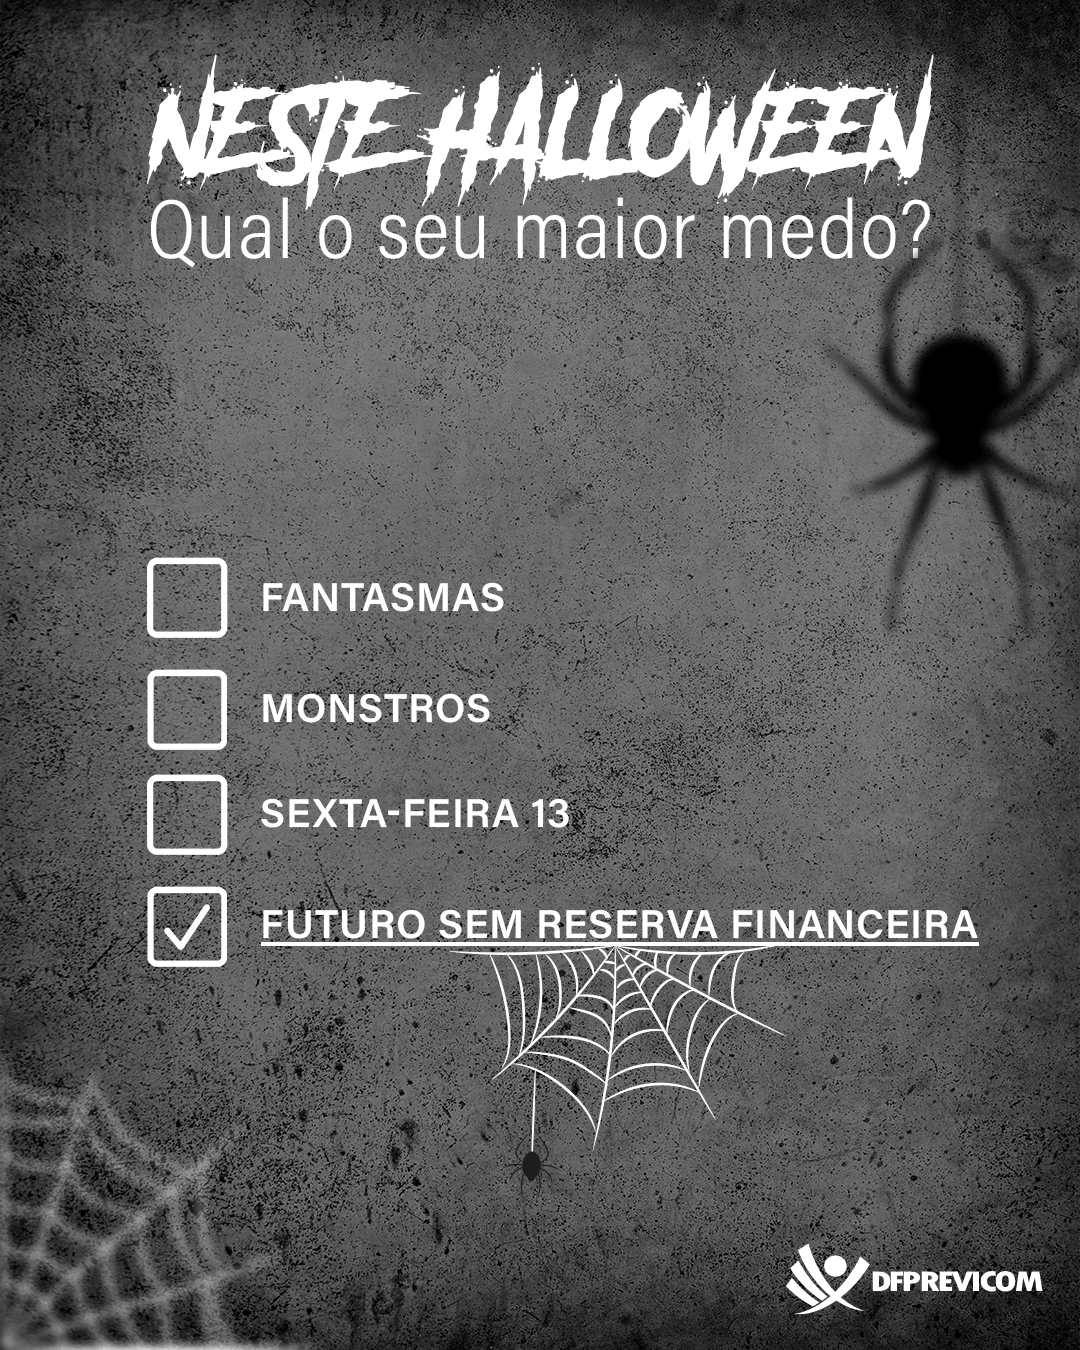 NESTE HALLOWEEN
Qual o seu maior medo?
FANTASMAS
MONSTROS
SEXTA-FEIRA 13
FUTURO SEM RESERVA FINANCEIRA
DFPREVICOM